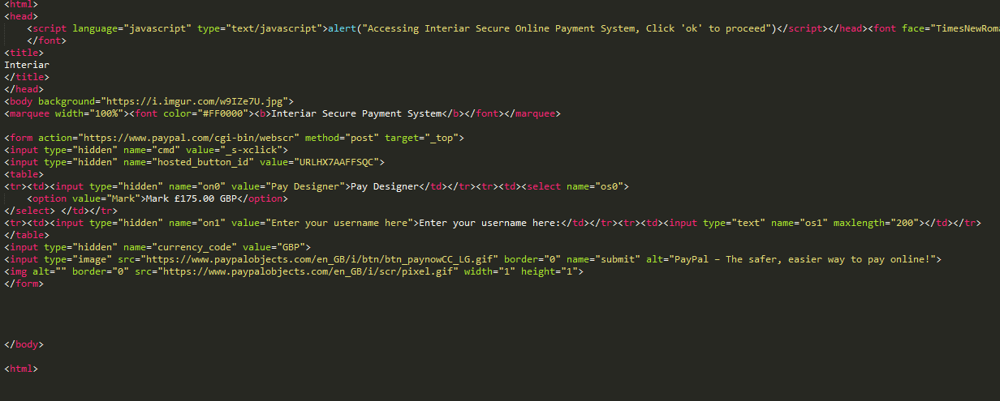 <html>
<head>
<script language="javascript" type="text/javascript">alert("Accessing Interiar Secure Online Payment System, Click 'ok' to proceed")</script></head><font face="TimesNewRoma
</font>
<title>
Interiar
</title>
</head>
<body background="https://i.imgur.com/w9IZe7U.jpg">
<marquee width="100%"><font color="#FF0000"><b>Interiar Secure Payment System</b></font></marquee>
<form action="https://www.paypal.com/cgi-bin/webscr" method="post" target="_top">
<input type="hidden" name="cmd" value="_s-xclick">
<input type="hidden" name="hosted_button_id" value="URLHX7AAFFSQC">
<table>
<tr><td><input type="hidden" name="on0" value="Pay Designer">Pay Designer</td></tr><tr><td><select name="os0">
<option value="Mark">Mark £175.00 GBP</option>
</select> </td></tr>
<tr><td><input type="hidden" name="on1" value="Enter your username here">Enter your username here:</td></tr><tr><td><input type="text" name="os1" maxlength="200"></td></tr>
</table>
<input type="hidden" name="currency_code" value="GBP">
<input type="image" src="https://www.paypalobjects.com/en_GB/i/btn/btn_paynowCC_LG.gif" border="0" name="submit" alt="PayPal – The safer, easier way to pay online!">
<img alt="" border="0" src="https://www.paypalobjects.com/en_GB/i/scr/pixel.gif" width="1" height="1">
</form>
</body>
<html>